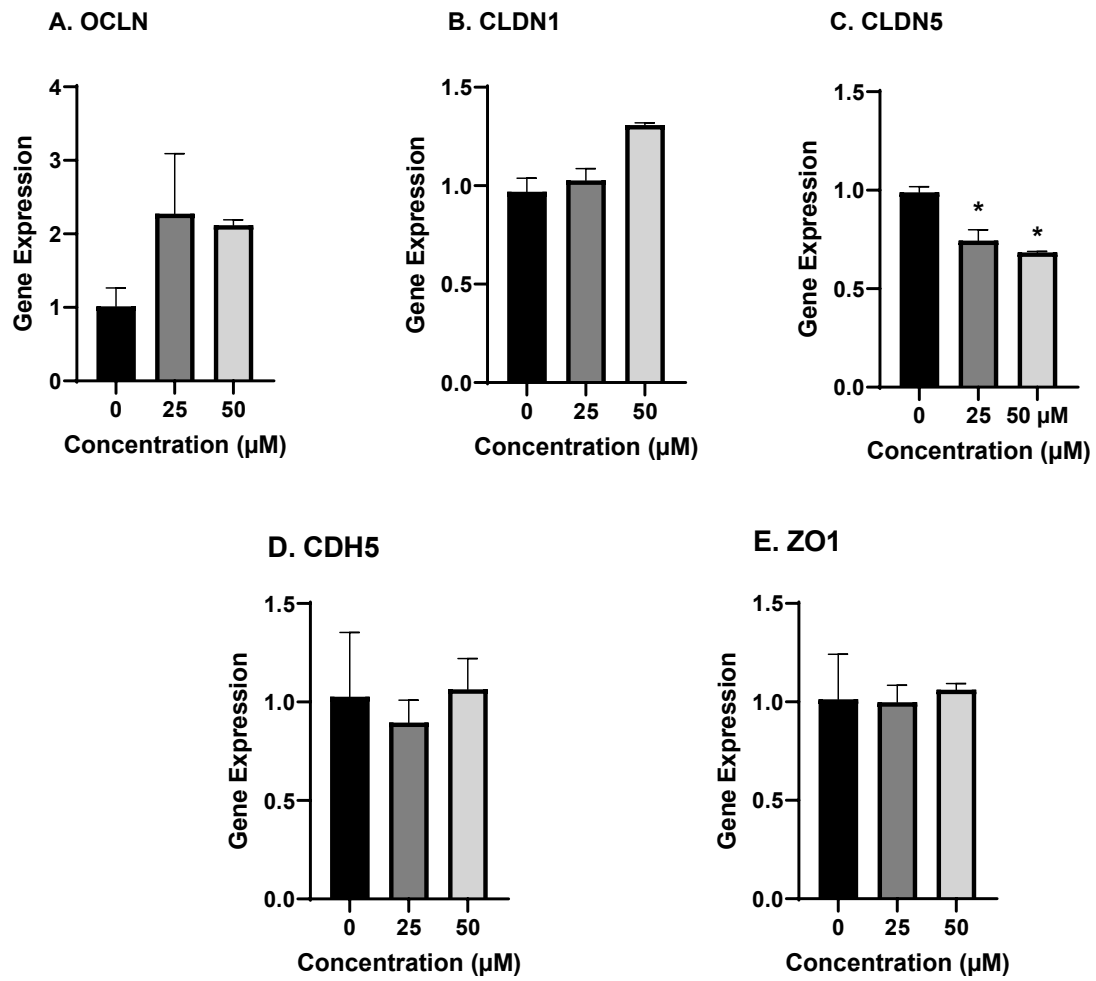 A. OCLN
B. CLDN1
C. CLDN5
Gene Expression
4
3
2
1
0
0 25 50
Concentration (µM)
Gene Expression
1.5
1.0
0.5
0.0
0 25 50
Concentration (µM)
Gene Expression
1.5
1.0
0.5
0.0
* *
0 25 50 µM
Concentration (µM)
D. CDH5
E. ZO1
Gene Expression
1.5
1.0
0.5
0.0
0 25 50
Concentration (µM)
Gene Expression
1.5
1.0
0.5
0.0
0 25 50
Concentration (µM)